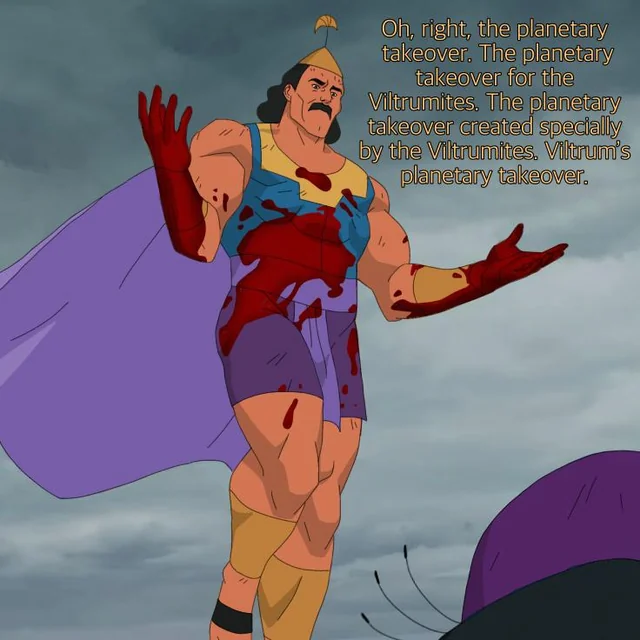 Oh, right, the planetary
takeover. The planetary
takeover for the
Viltrumites. The planetary
takeover created specially
by the Viltrumites. Viltrum's
planetary takeover.